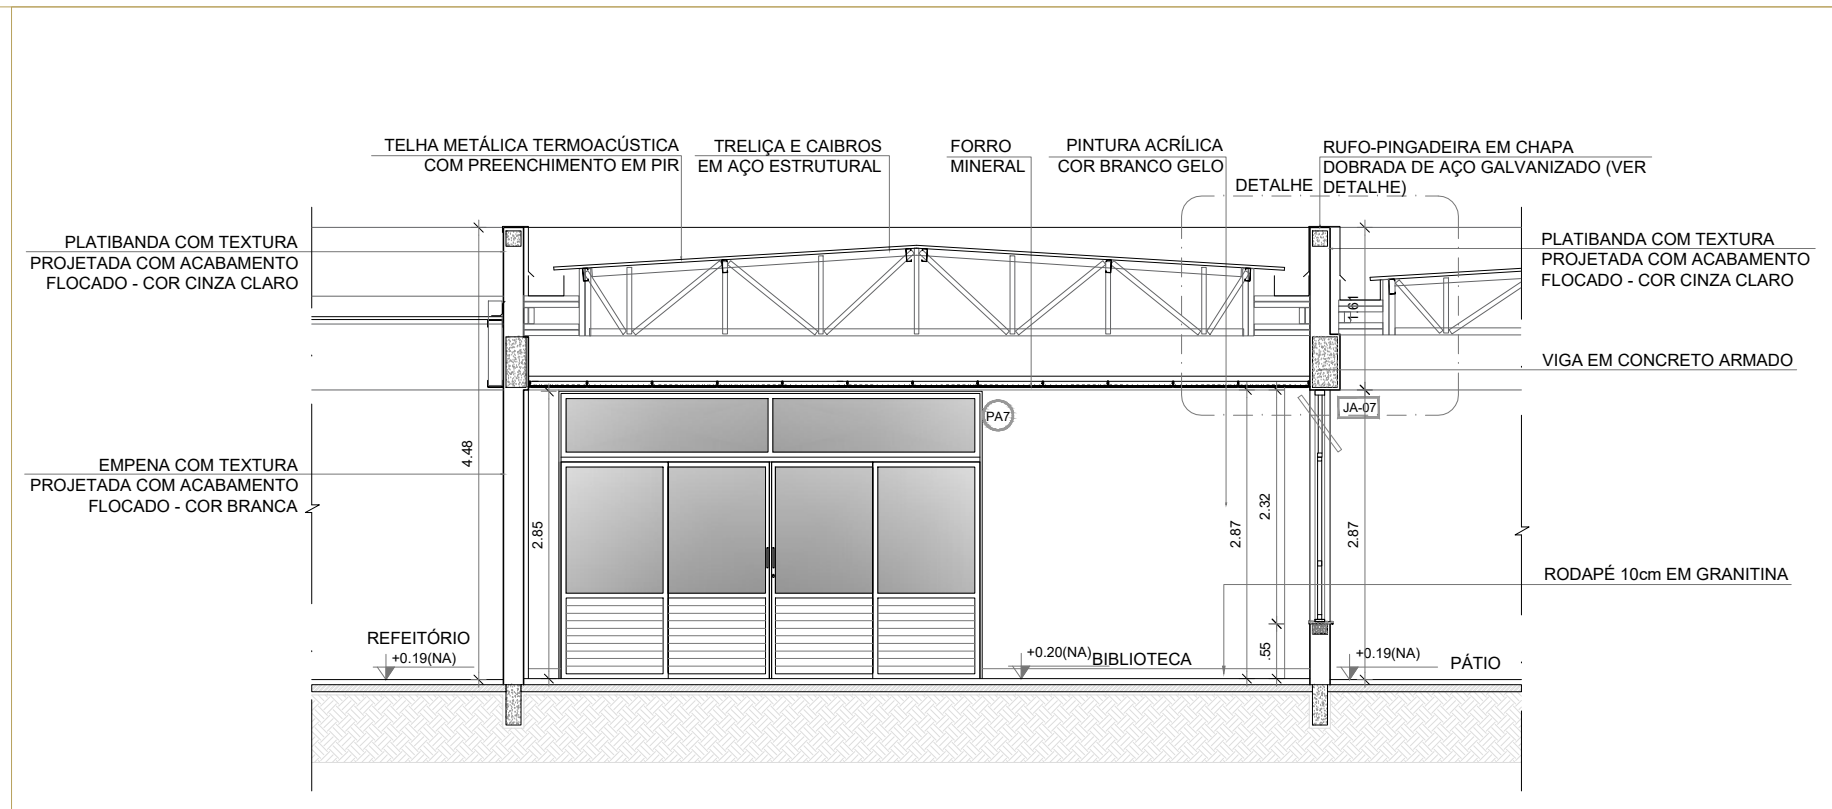 TELHA METÁLICA TERMOACÚSTICA
COM PREENCHIMENTO EM PIR
TRELIÇA E CAIBROS
EM AÇO ESTRUTURAL
FORRO
MINERAL
PINTURA ACRÍLICA
COR BRANCO GELO
RUFO-PINGADEIRA EM CHAPA
DOBRADA DE AÇO GALVANIZADO (VER
DETALHE)
DETALHE
PLATIBANDA COM TEXTURA
PROJETADA COM ACABAMENTO
FLOCADO - COR CINZA CLARO
PLATIBANDA COM TEXTURA
PROJETADA COM ACABAMENTO
FLOCADO - COR CINZA CLARO
1.61
VIGA EM CONCRETO ARMADO
JA-07
PA7
4.48
EMPENA COM TEXTURA
PROJETADA COM ACABAMENTO
FLOCADO - COR BRANCA
2.85
2.87
2.32
2.87
RODAPÉ 10cm EM GRANITINA
REFEITÓRIO
+0.19(NA)
+0.20(NA)
BIBLIOTECA
.55
+0.19(NA)
PÁTIO